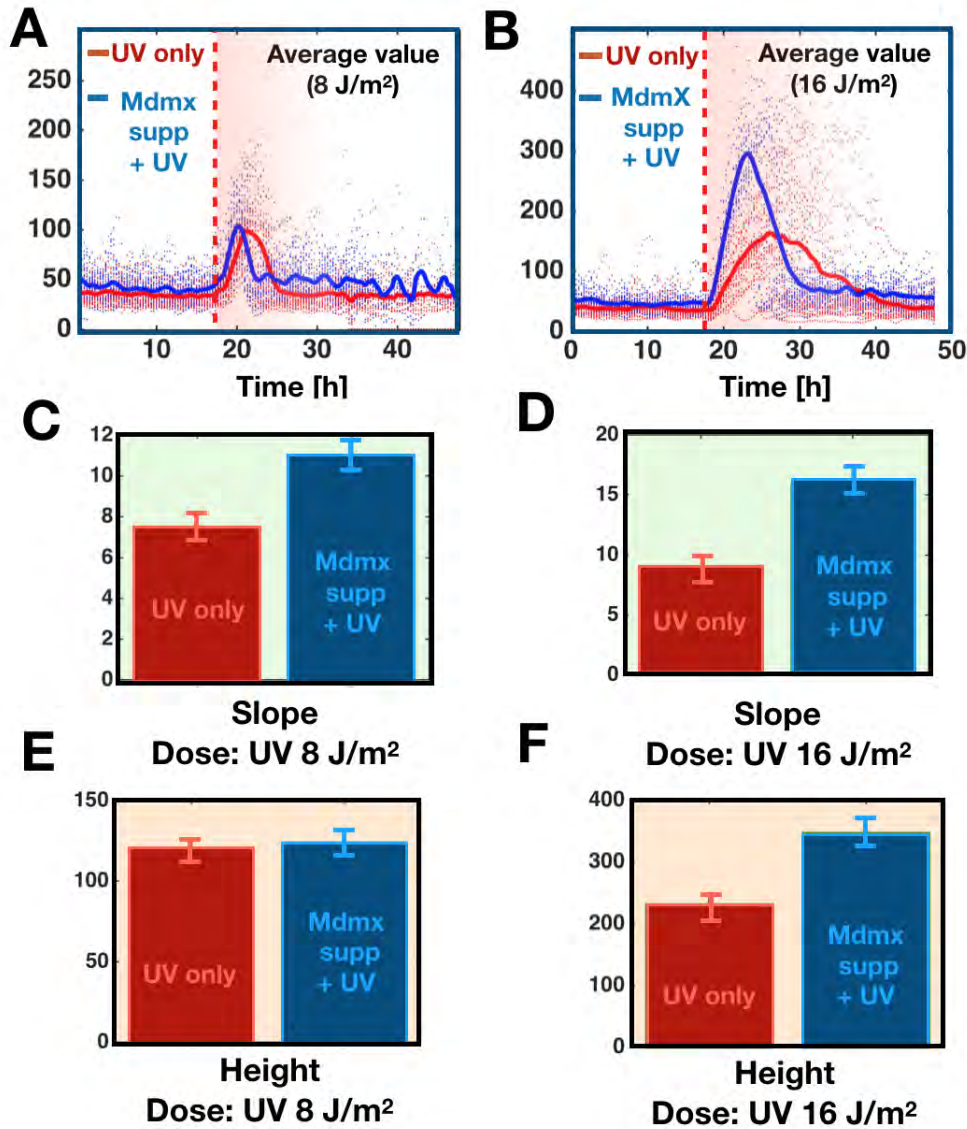 A
UV only
Mdmx
supp
+ UV
Average value
(8 J/m²)
250
200
150
100
50
0
10
20
30
40
Time [h]
B
UV only
MdmX
supp
+ UV
Average value
(16 J/m²)
400
300
200
100
0
0
10
20
30
40
50
Time [h]
C
12
10
8
6
4
2
0
UV only
Mdmx
supp
+ UV
Slope
Dose: UV 8 J/m²
D
20
15
10
5
0
UV only
Mdmx
supp
+ UV
Slope
Dose: UV 16 J/m²
E
150
100
50
0
UV only
Mdmx
supp
+ UV
Height
Dose: UV 8 J/m²
F
400
300
200
100
0
UV only
Mdmx
supp
+ UV
Height
Dose: UV 16 J/m²